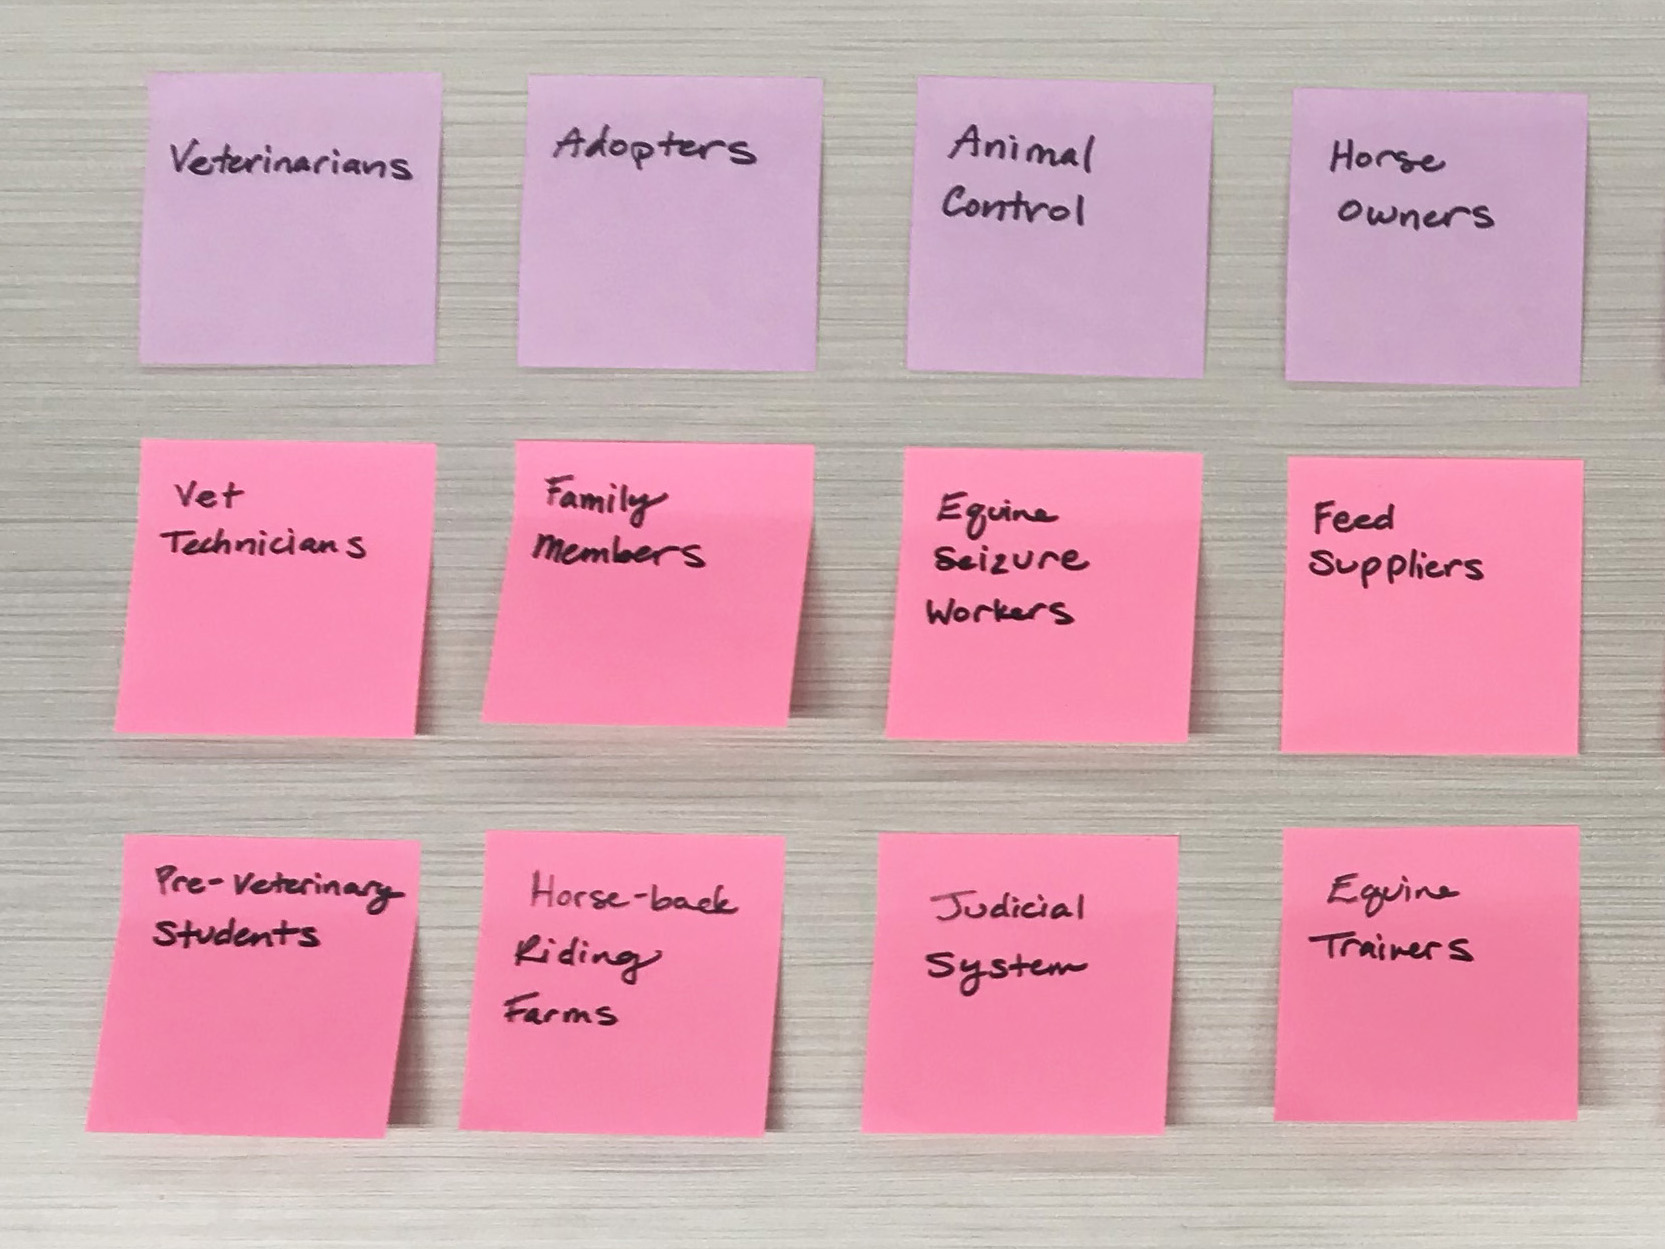 Veterinarians
Adopters
Animal
Control
Horse
Owners
Vet
Technicians
Family
Members
Equine
Seizure
Workers
Feed
Suppliers
Pre-Veterinary
Students
Horse-back
Riding
Farms
Judicial
System
Equine
Trainers